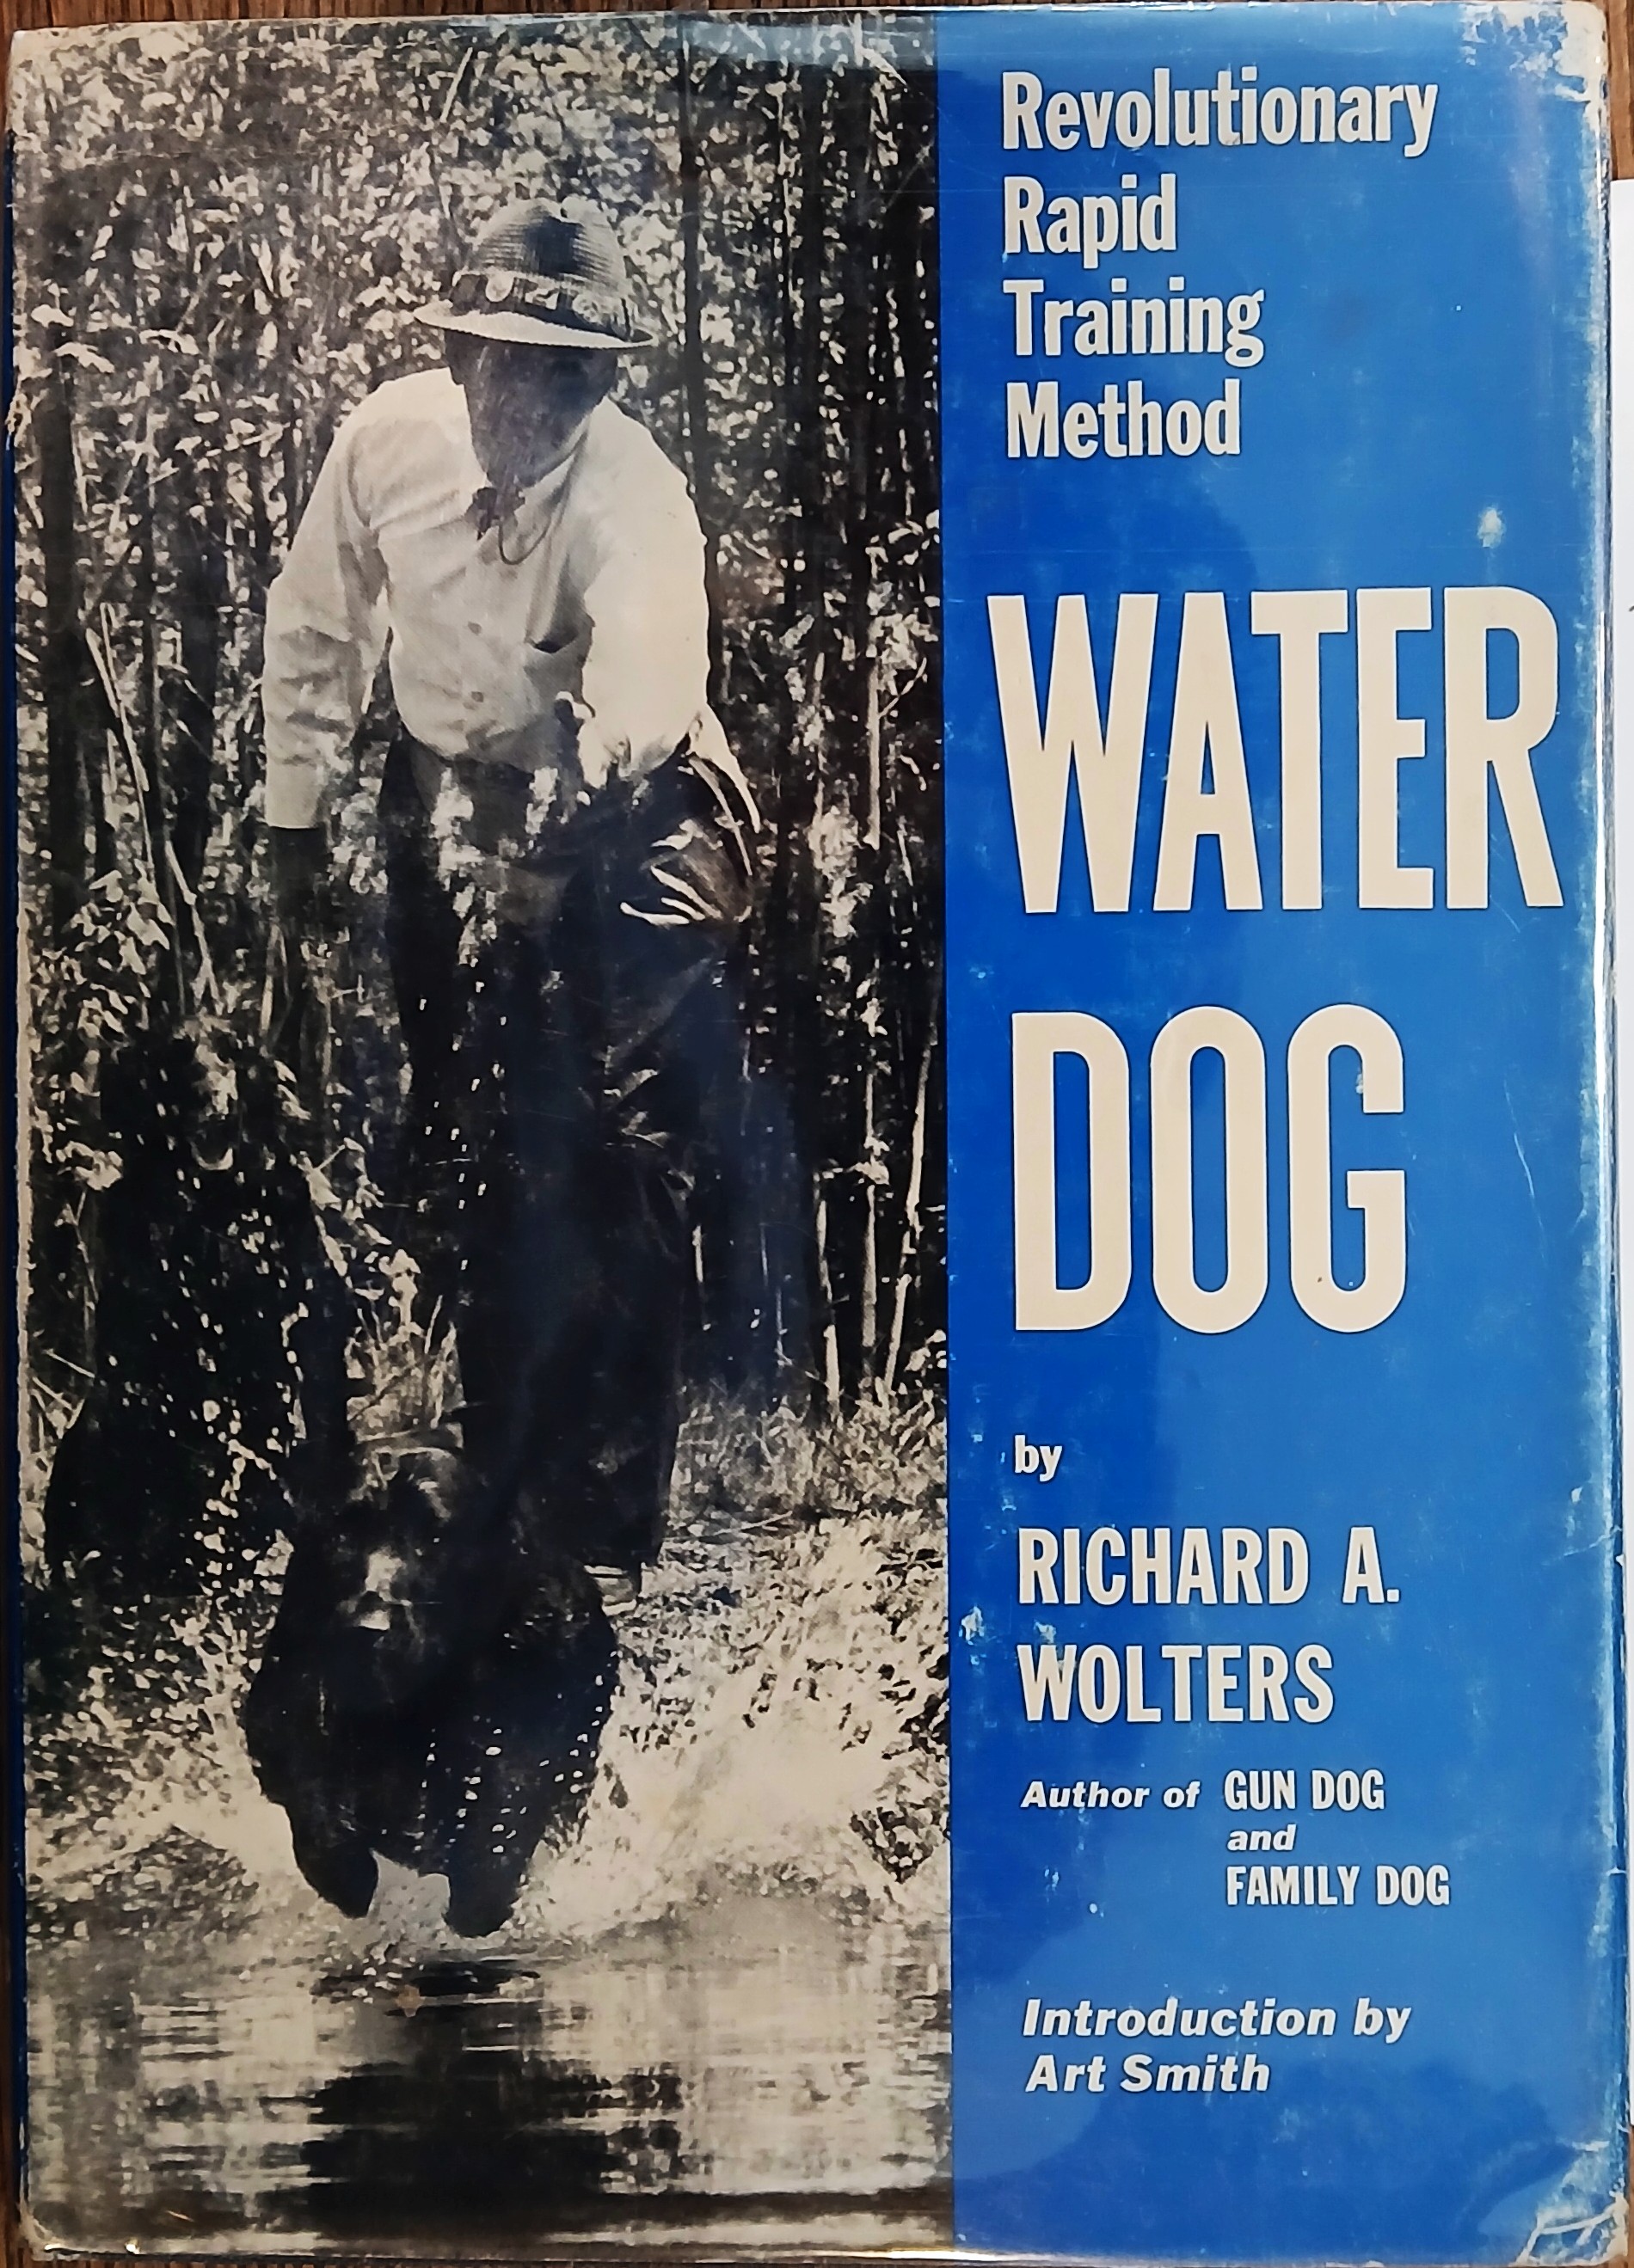 Revolutionary
Rapid
Training
Method
WATER
DOG
by
RICHARD A.
WOLTERS
Author of GUN DOG
and
FAMILY DOG
Introduction by
Art Smith